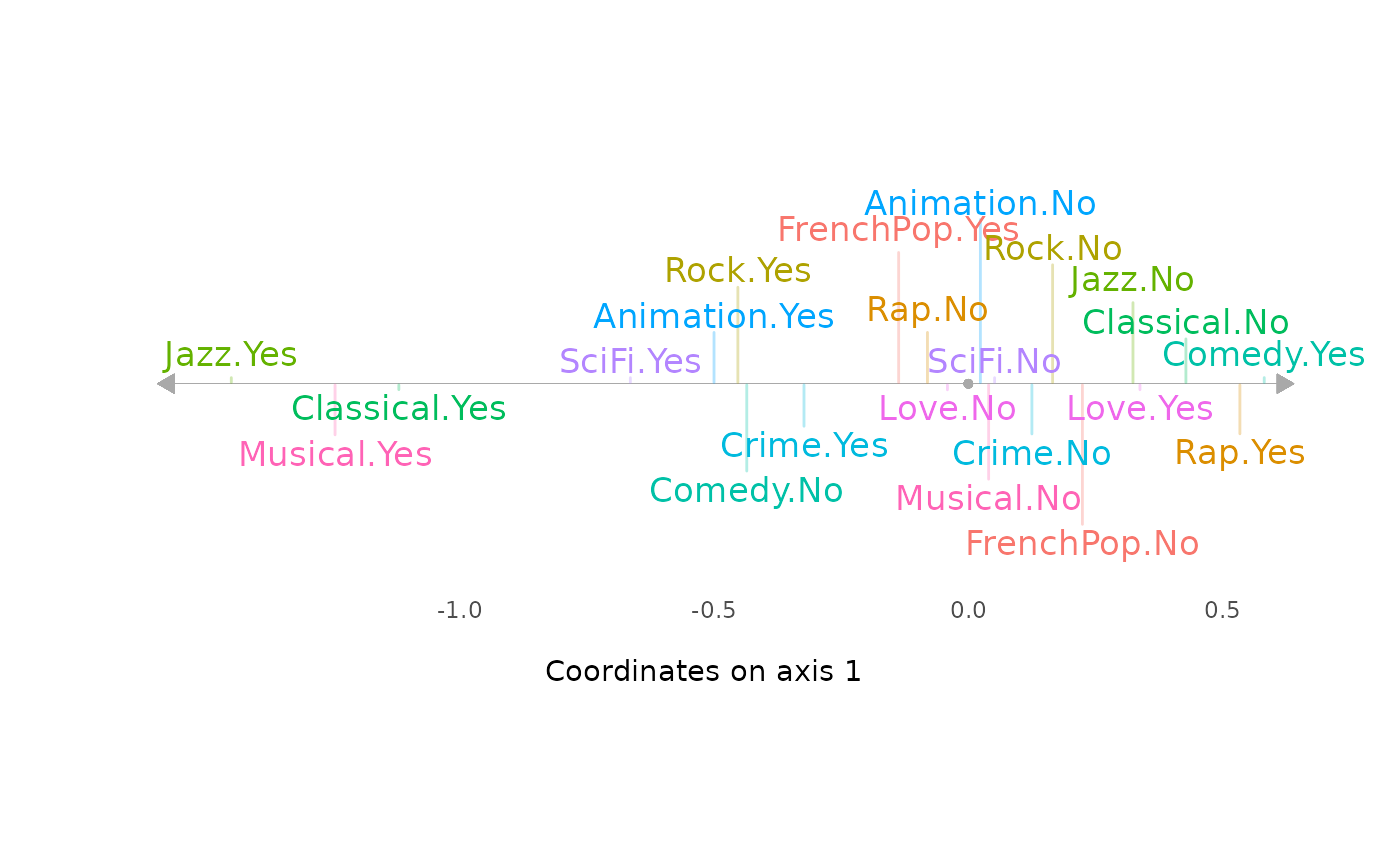 Animation.No
FrenchPop.Yes
Rock.No
Rock.Yes
Jazz.No
Rap.No
Animation.Yes
Classical.No
Jazz.Yes
SciFi.Yes
SciFi.No
Comedy.Yes
Classical.Yes
Love.No
Love.Yes
Musical.Yes
Crime.Yes
Crime.No
Rap.Yes
Comedy.No
Musical.No
FrenchPop.No
-1.0 -0.5 0.0 0.5
Coordinates on axis 1